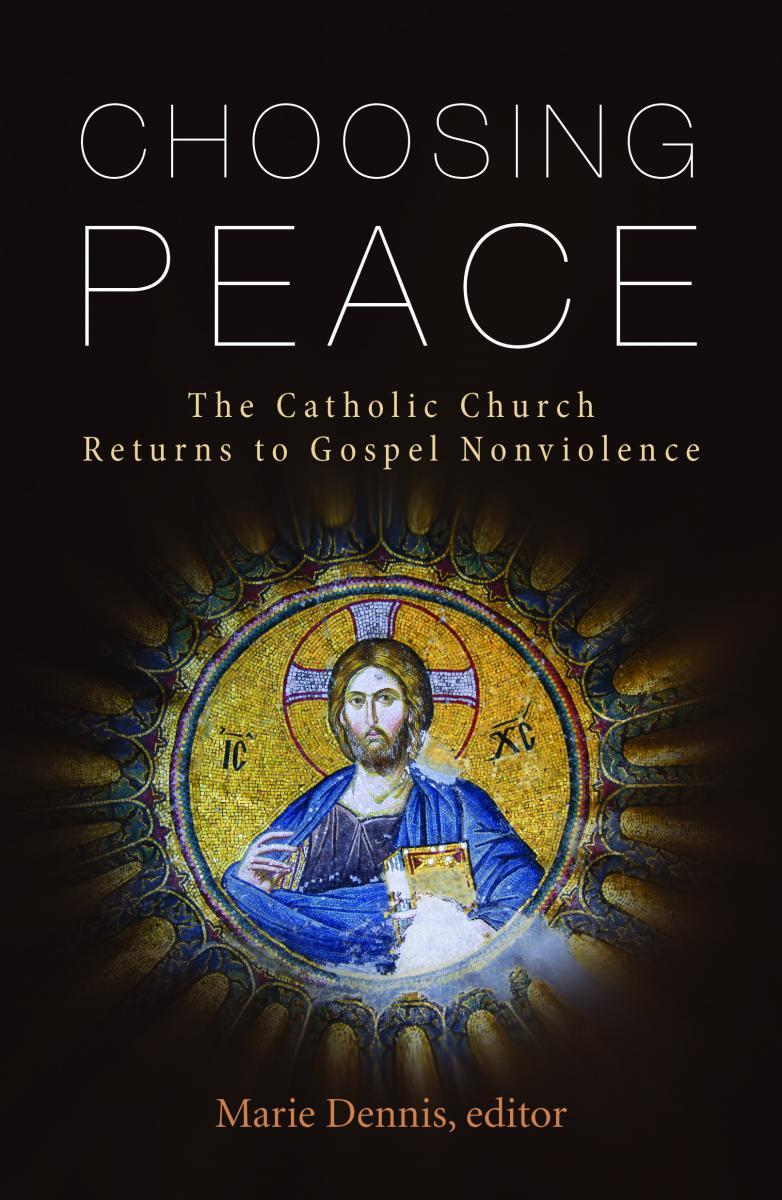 CHOOSING
PEACE
The Catholic Church
Returns to Gospel Nonviolence
IC
XC
Marie Dennis, editor